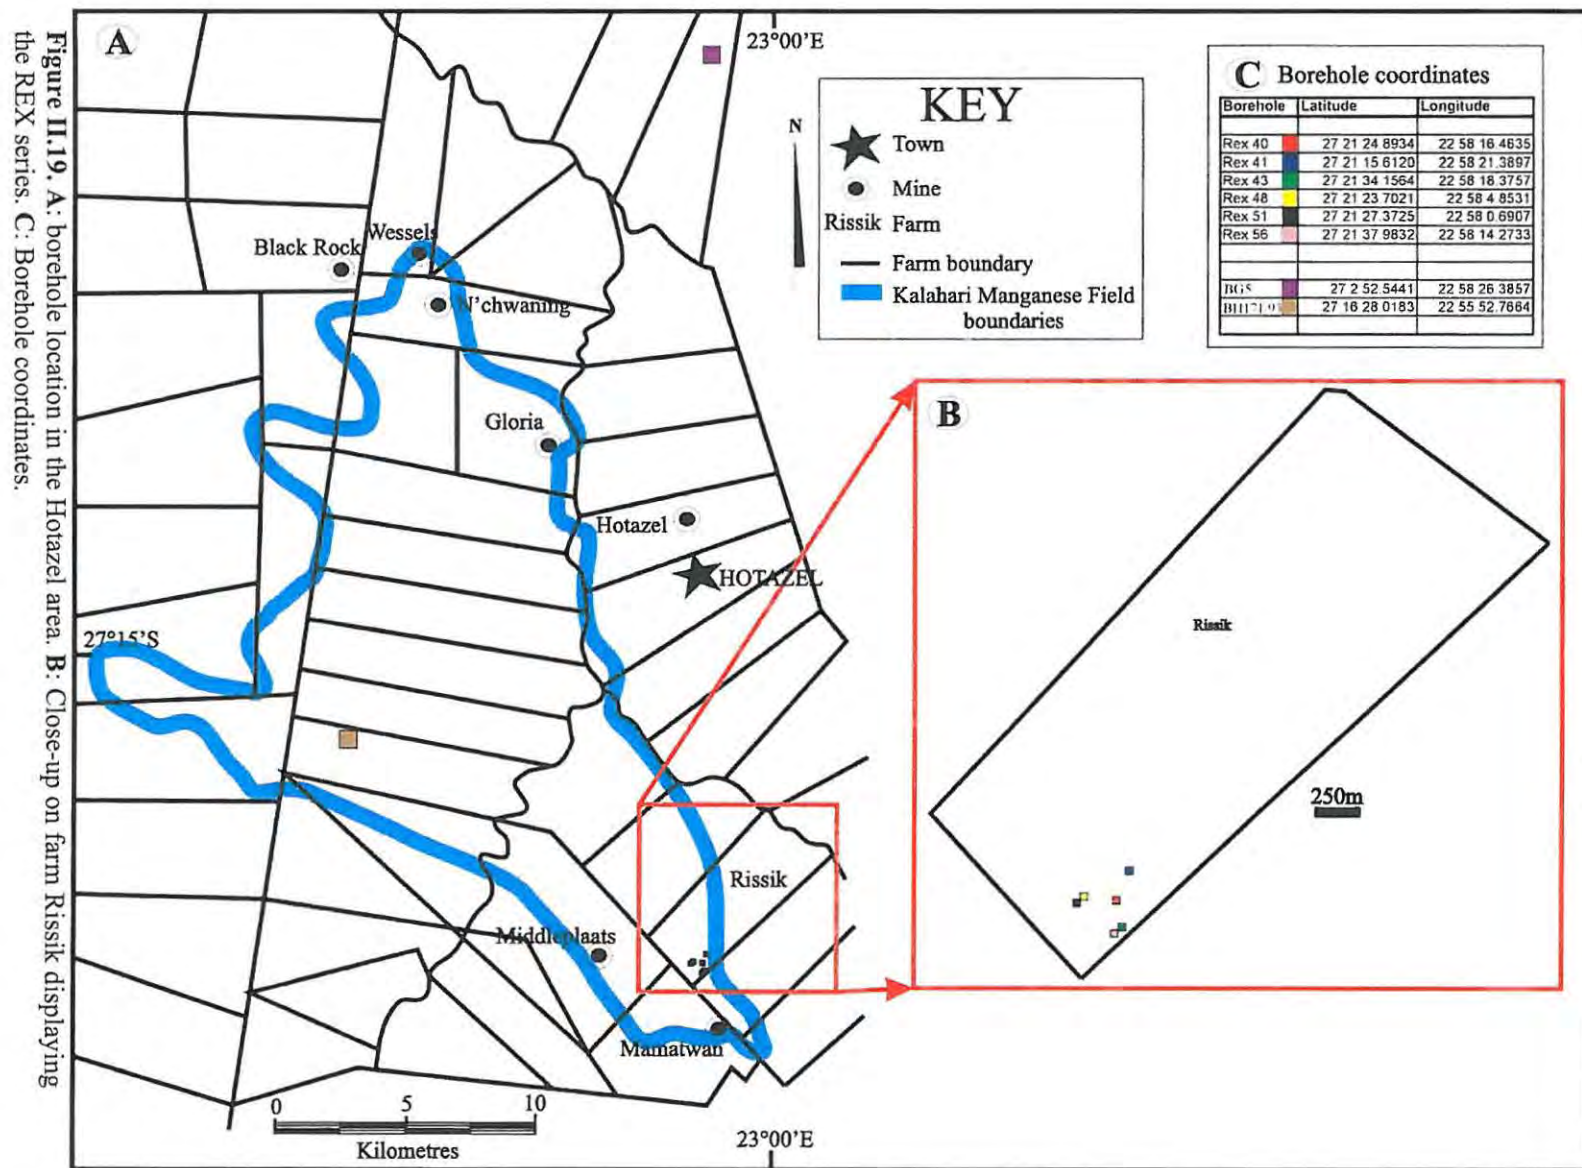 A
23°00'E
N
KEY
Town
Mine
Rissik Farm
Farm boundary
Kalahari Manganese Field
boundaries
C Borehole coordinates
Borehole Latitude Longitude
Rex 40 27 21 24 8934 22 58 16 4635
Rex 41 27 21 15 6120 22 58 21.3897
Rex 43 27 21 34 1564 22 58 18.3757
Rex 48 27 21 23 7021 22 58 4 8531
Rex 51 27 21 27.3725 22 58 0.6907
Rex 56 27 21 37 9832 22 58 14 2733
BG5 27 2 52.5441 22 58 26 3857
27 16 28 0183 22 55 52.7664
Wessels
Black Rock
N'chwaning
Gloria
Hotazel
HOTAZEL
27°15'S
Rissik
Middleplaats
Mamatwan
0 5 10
Kilometres
23°00'E
B
Rissik
250m
Figure II.19. A: borehole location in the Hotazel area. B: Close-up on farm Rissik displaying
the REX series. C: Borehole coordinates.